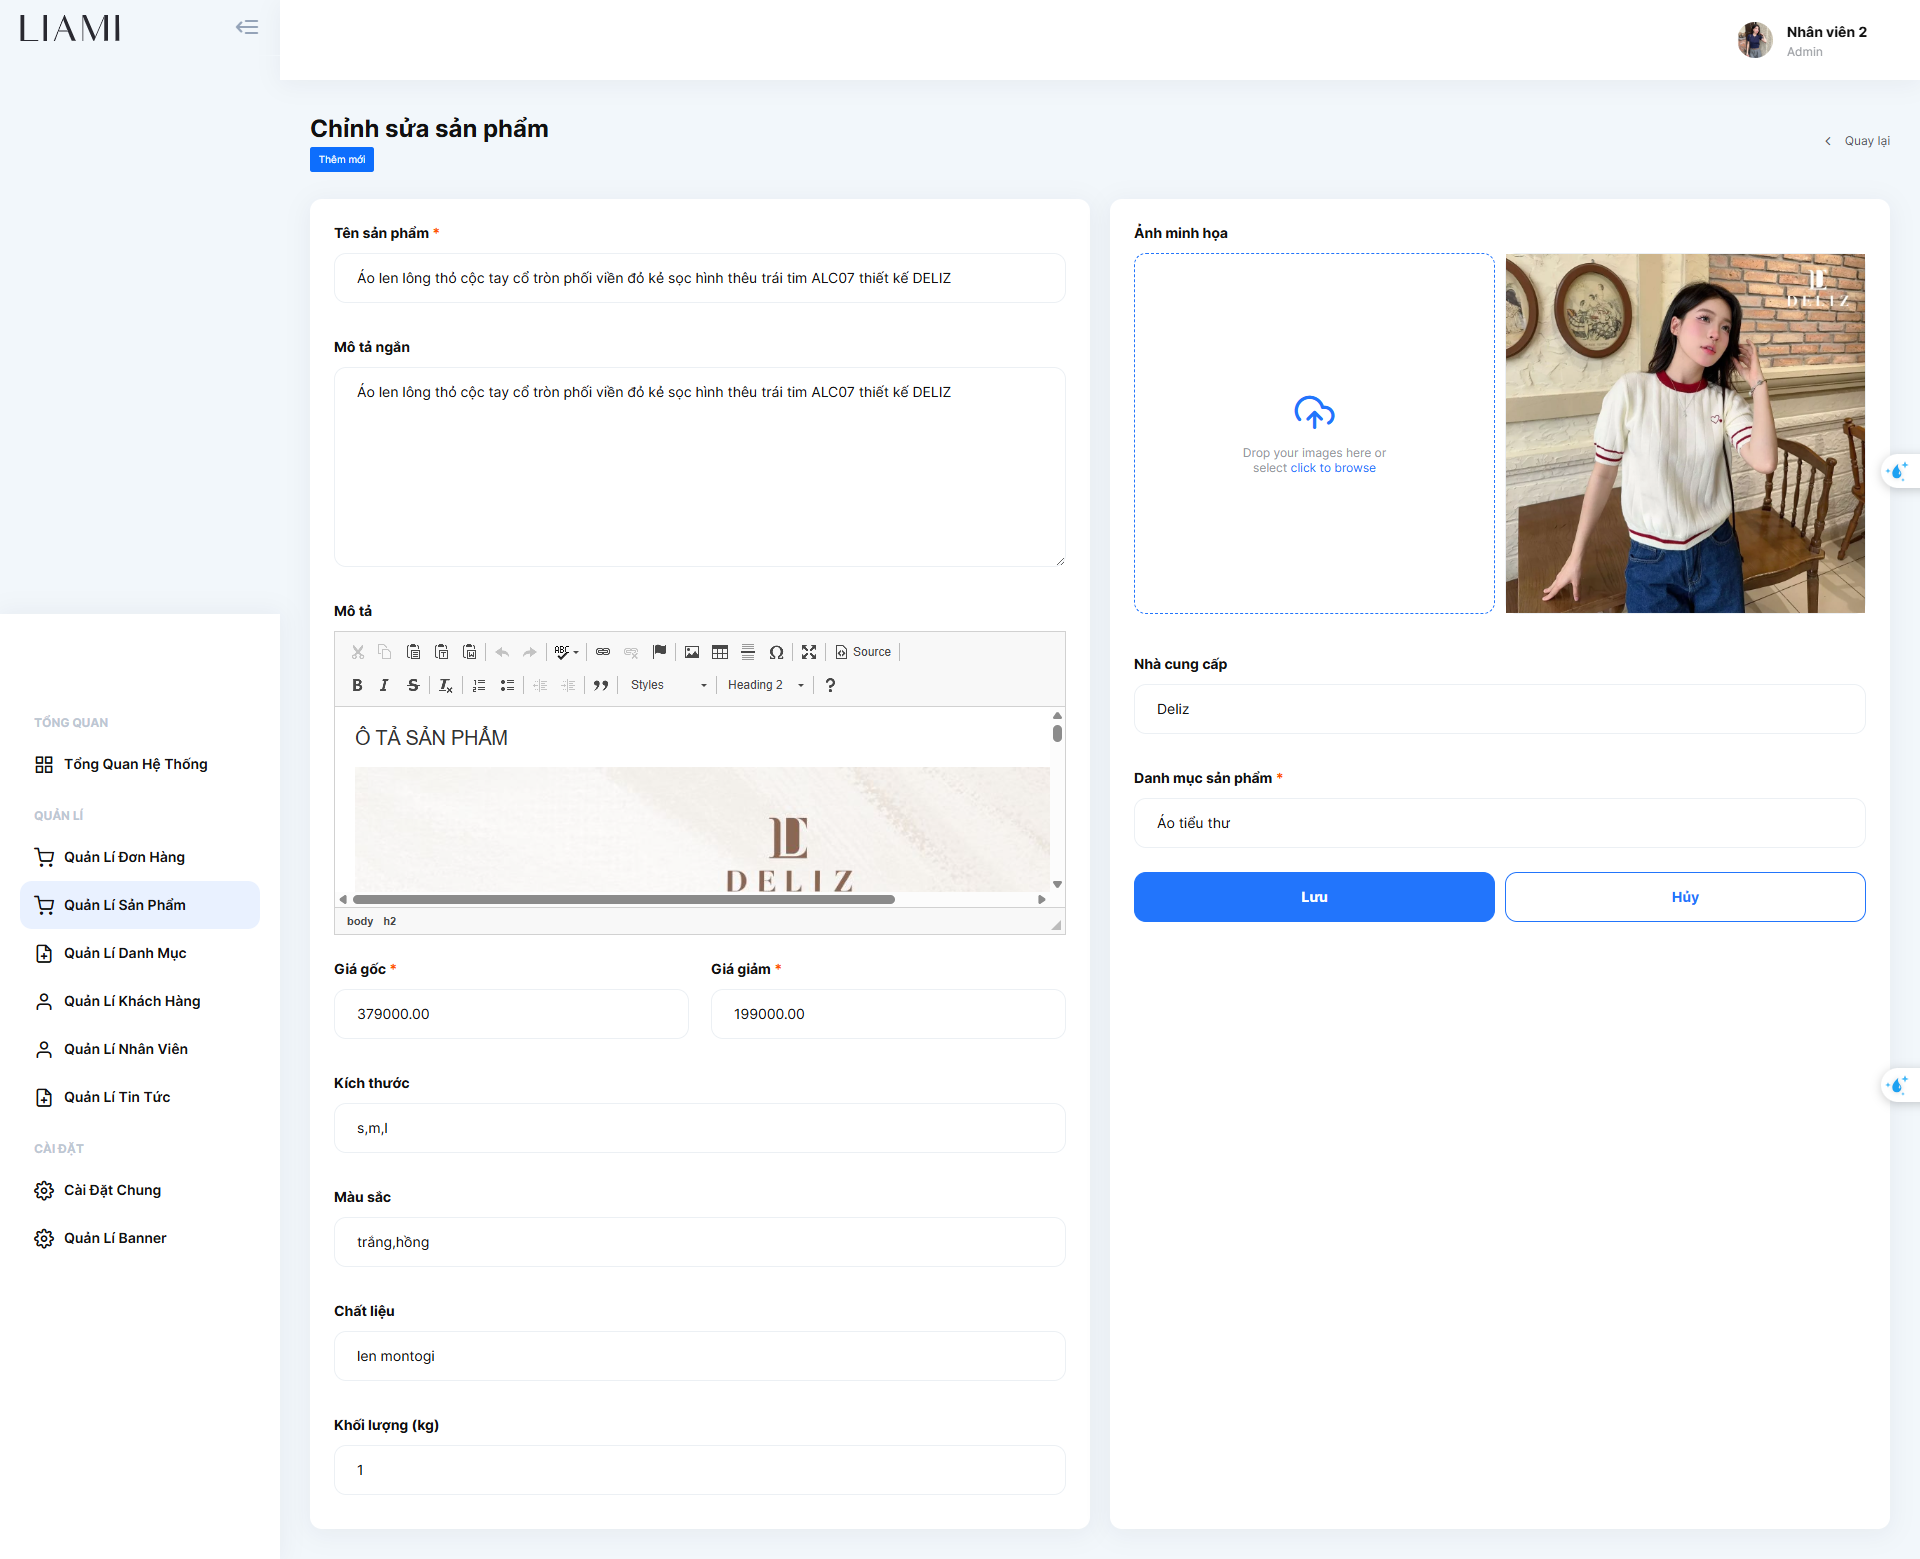 LIAMI
Nhân viên 2
Admin
Chỉnh sửa sản phẩm
Thêm mới
Quay lại
Tên sản phẩm *
Áo len lông thỏ cộc tay cổ tròn phối viền đỏ kẻ sọc hình thêu trái tim ALC07 thiết kế DELIZ
Mô tả ngắn
Áo len lông thỏ cộc tay cổ tròn phối viền đỏ kẻ sọc hình thêu trái tim ALC07 thiết kế DELIZ
Mô tả
ABC
Source
Styles
Heading 2
Ô TẢ SẢN PHẨM
DELIZ
body h2
Giá gốc *
379000.00
Giá giảm *
199000.00
Kích thước
s,m,l
Màu sắc
trắng,hồng
Chất liệu
len montogi
Khối lượng (kg)
1
Ảnh minh họa
Drop your images here or
select click to browse
DELIZ
Nhà cung cấp
Deliz
Danh mục sản phẩm *
Áo tiểu thư
Lưu
Hủy
TỔNG QUAN
Tổng Quan Hệ Thống
QUẢN LÍ
Quản Lí Đơn Hàng
Quản Lí Sản Phẩm
Quản Lí Danh Mục
Quản Lí Khách Hàng
Quản Lí Nhân Viên
Quản Lí Tin Tức
CÀI ĐẶT
Cài Đặt Chung
Quản Lí Banner